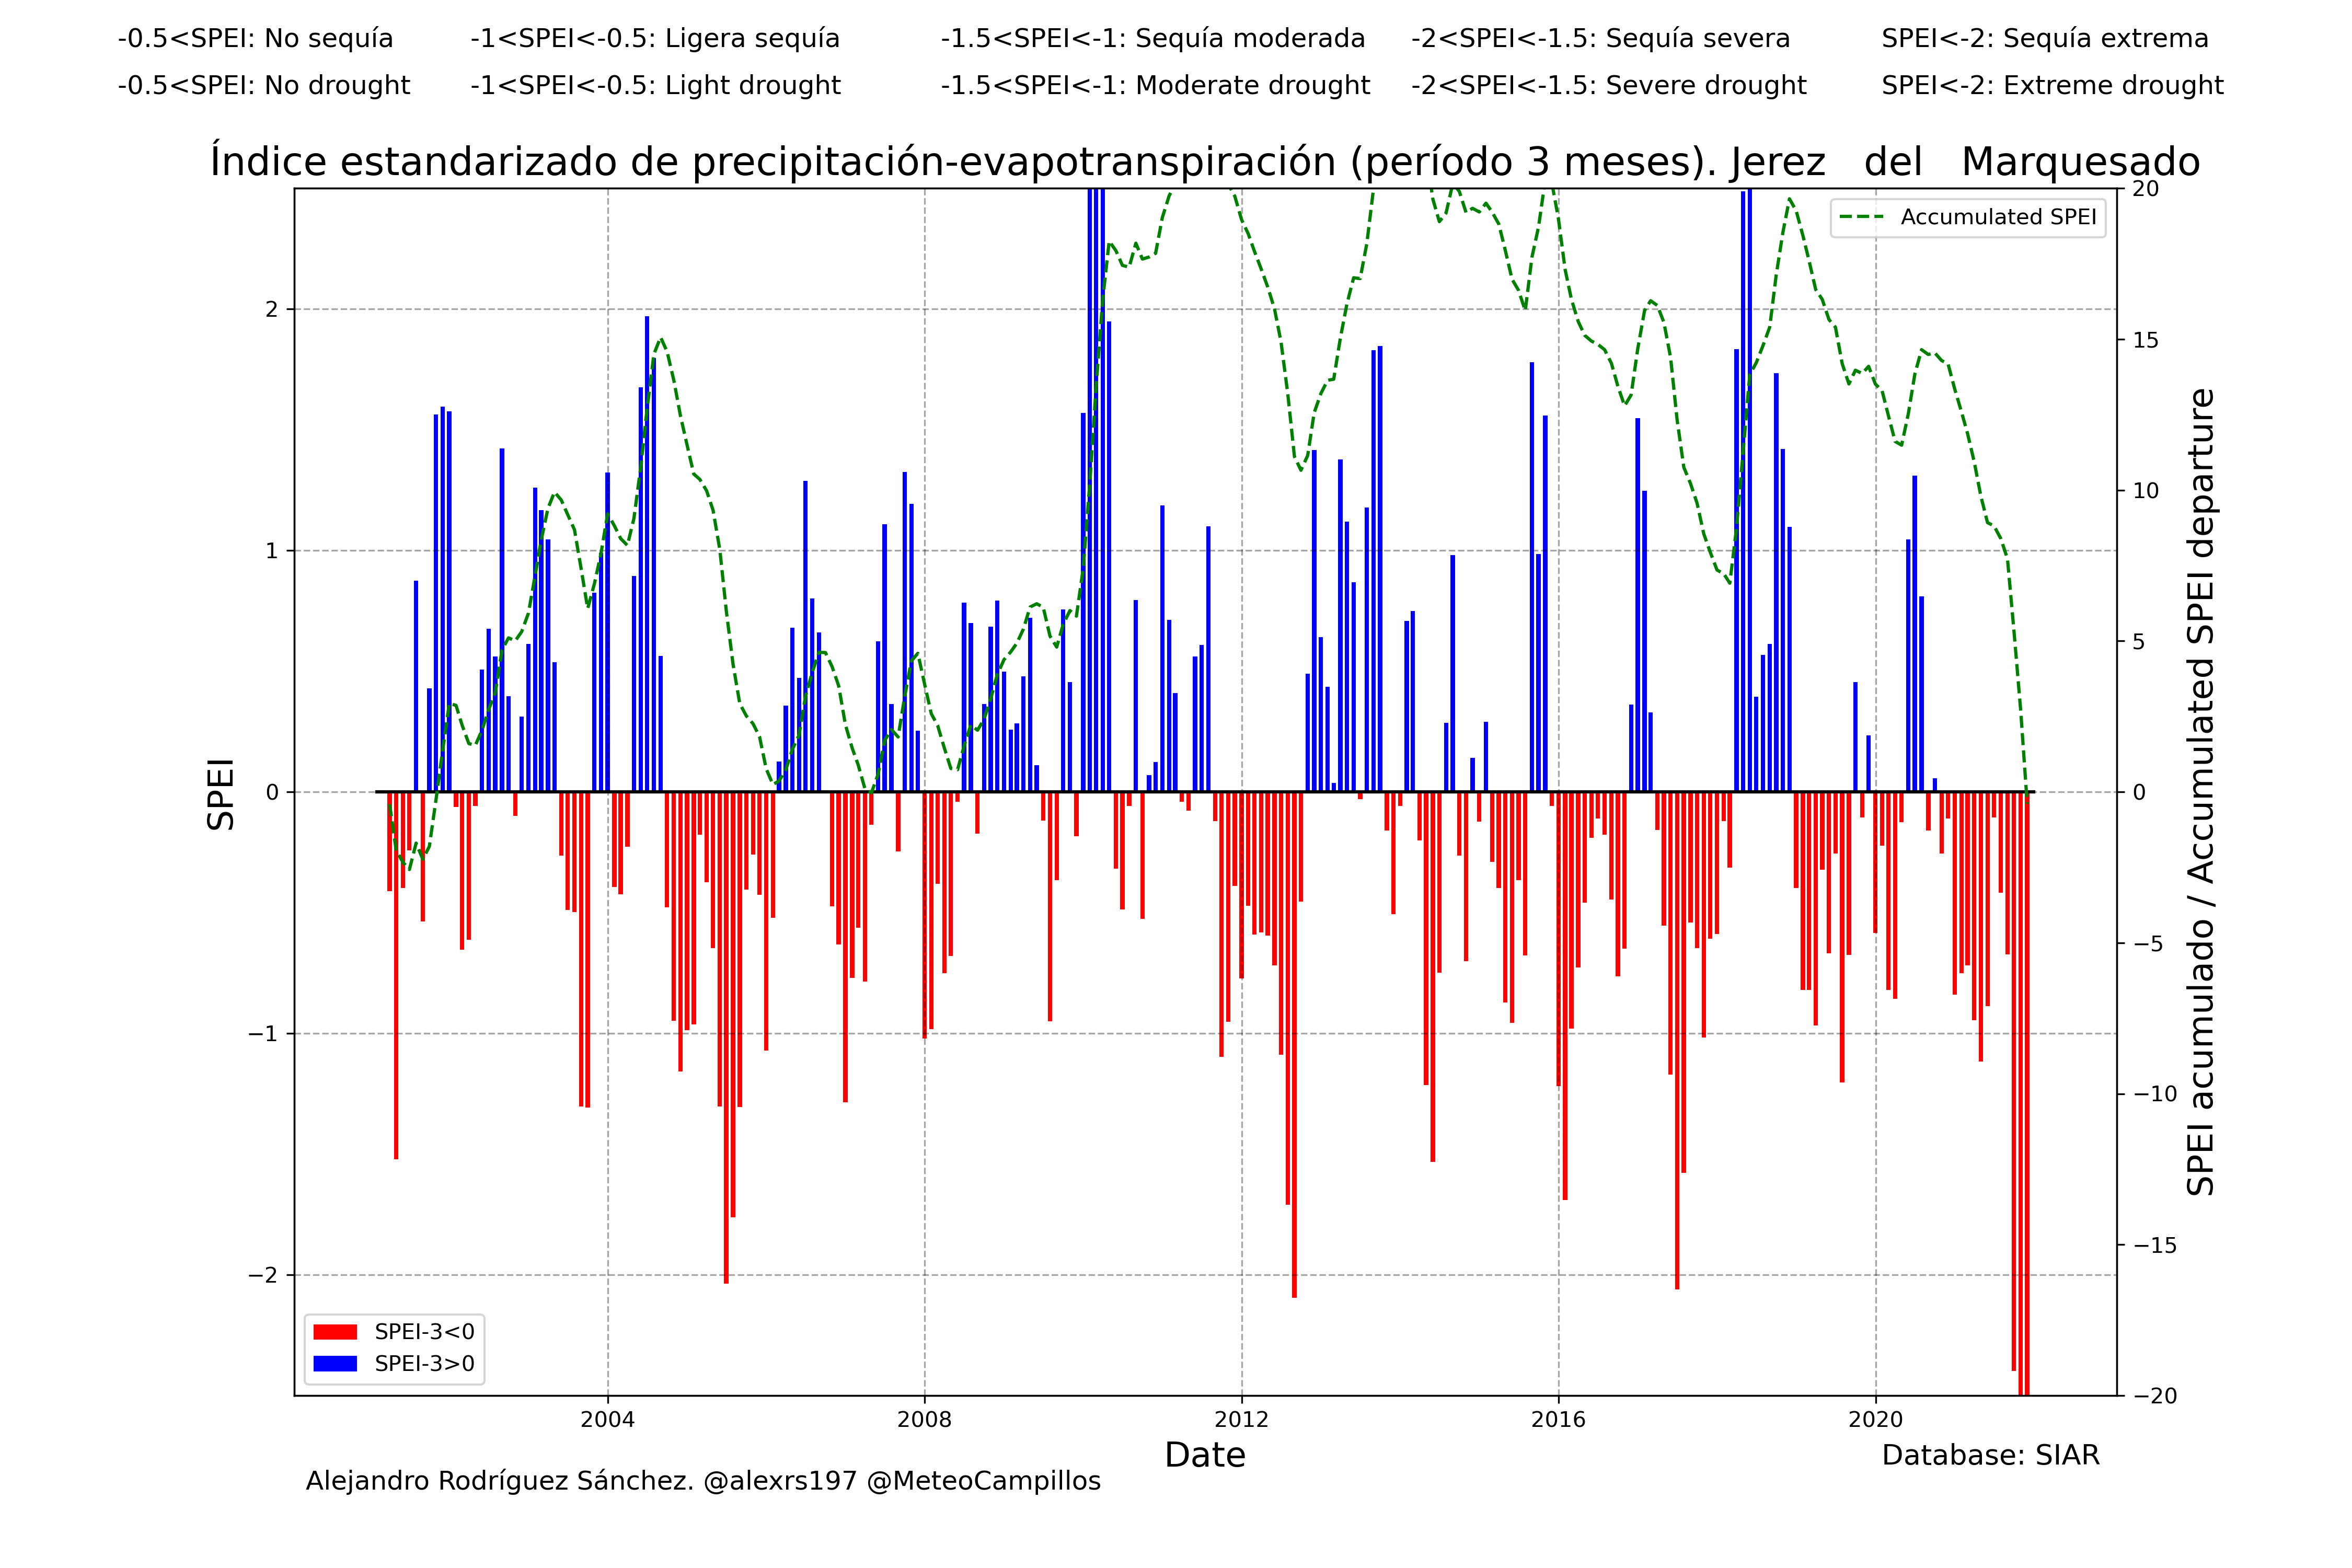 -0.5<SPEI: No sequía -1<SPEI<-0.5: Ligera sequía -1.5<SPEI<-1: Sequía moderada -2<SPEI<-1.5: Sequía severa SPEI<-2: Sequía extrema
-0.5<SPEI: No drought -1<SPEI<-0.5: Light drought -1.5<SPEI<-1: Moderate drought -2<SPEI<-1.5: Severe drought SPEI<-2: Extreme drought
Índice estandarizado de precipitación-evapotranspiración (período 3 meses). Jerez del Marquesado
Accumulated SPEI
SPEI
2
1
0
−1
−2
20
15
10
5
0
−5
−10
−15
−20
SPEI acumulado / Accumulated SPEI departure
SPEI-3<0
SPEI-3>0
2004 2008 2012 2016 2020
Date
Database: SIAR
Alejandro Rodríguez Sánchez. @alexrs197 @MeteoCampillos